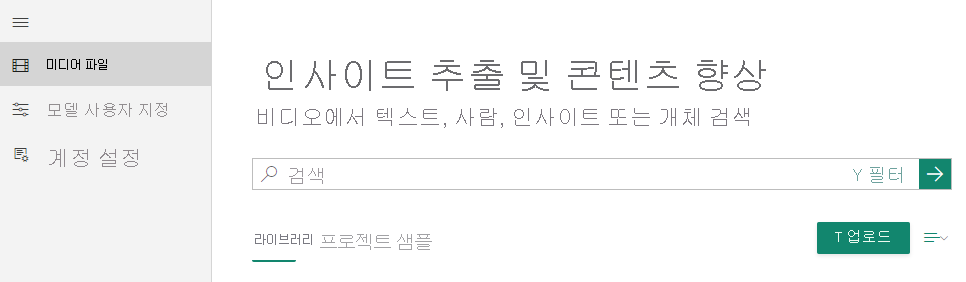 미디어 파일
모델 사용자 지정
계정 설정
인사이트 추출 및 콘텐츠 향상
비디오에서 텍스트, 사람, 인사이트 또는 개체 검색
검색 Y 필터
라이브러리 프로젝트 샘플 T 업로드